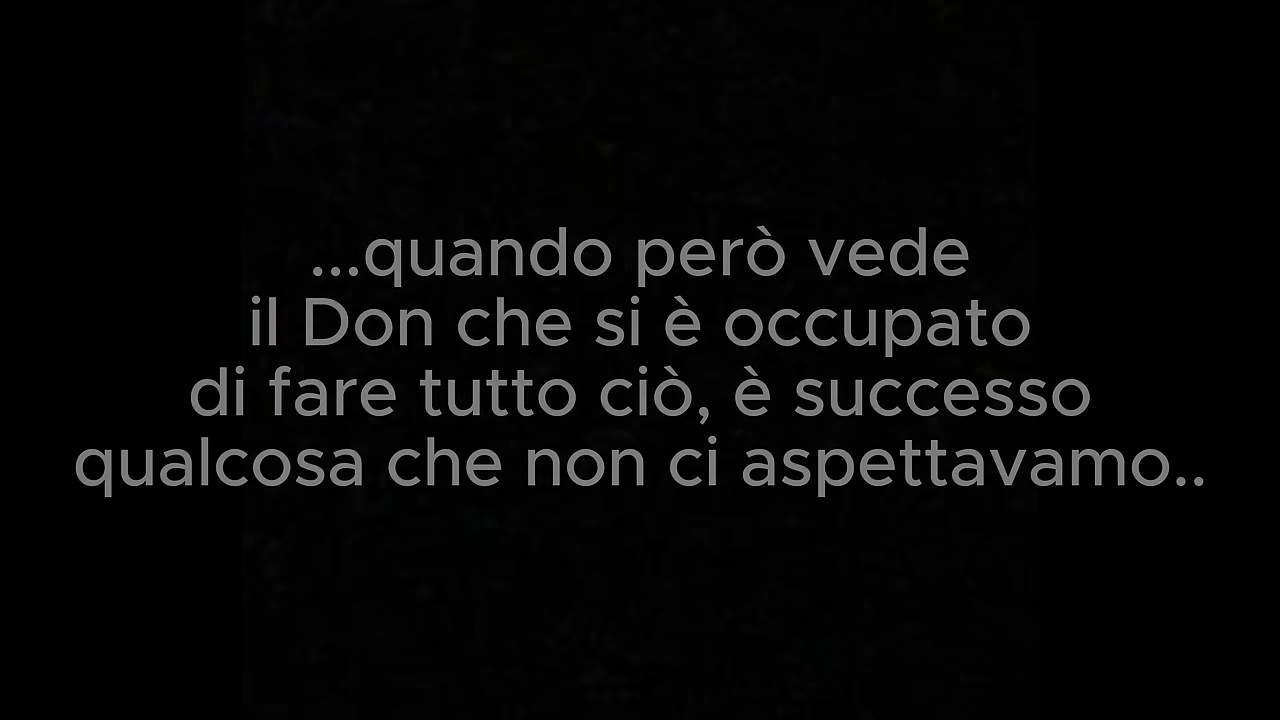 ...quando però vede
il Don che si è occupato
di fare tutto ciò, è successo
qualcosa che non ci aspettavamo..